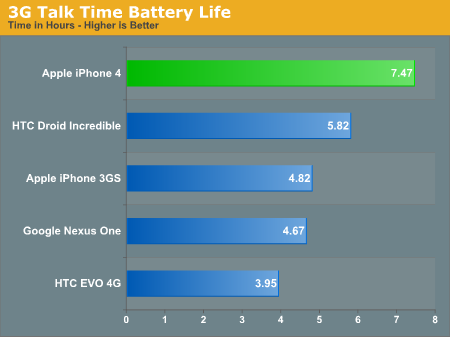 3G Talk Time Battery Life
Time in Hours - Higher is Better
Apple iPhone 4 7.47
HTC Droid Incredible 5.82
Apple iPhone 3GS 4.82
Google Nexus One 4.67
HTC EVO 4G 3.95
0 1 2 3 4 5 6 7 8